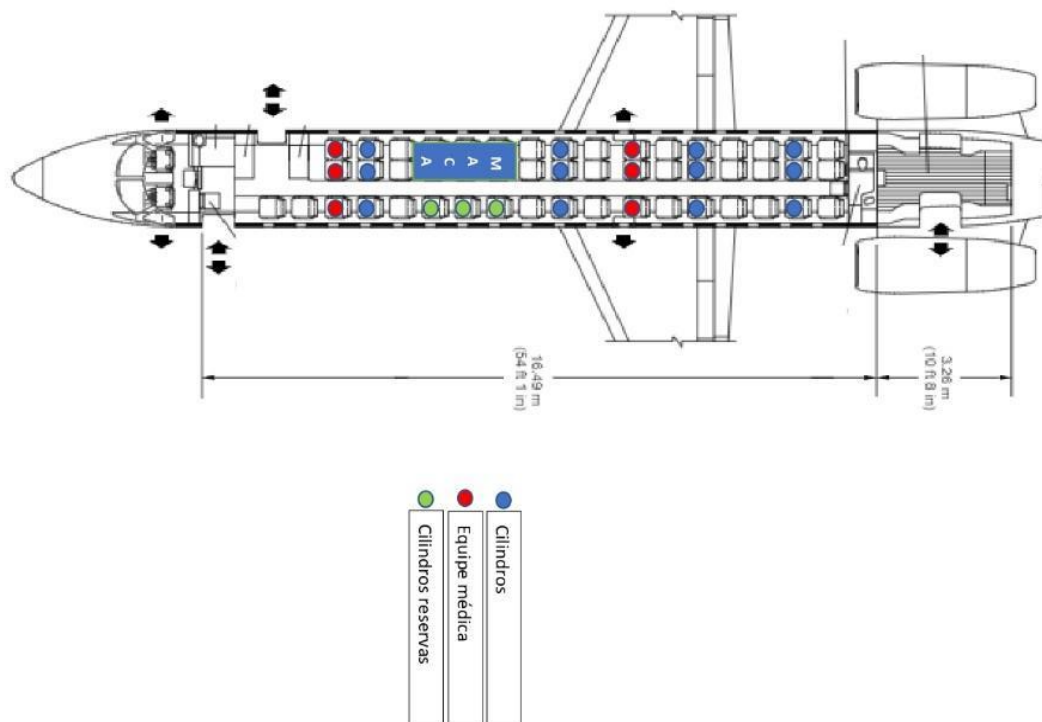 M
A
C
A
3.26 m
(10 ft 8 in)
16.49 m
(54 ft 1 in)
Cilindros
Equipe médica
Cilindros reservas